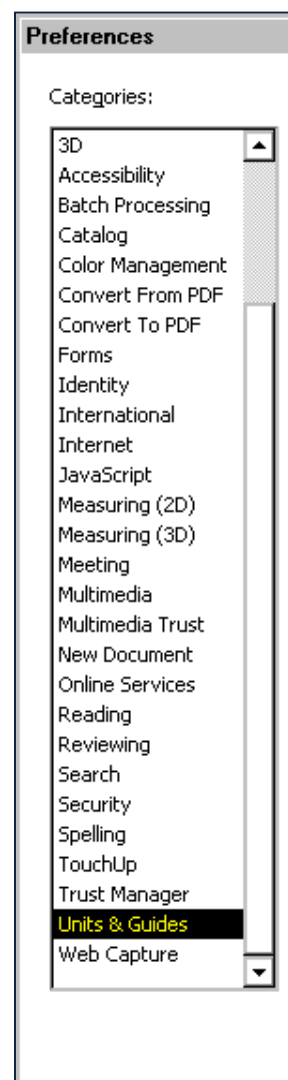 Preferences
Categories:
3D
Accessibility
Batch Processing
Catalog
Color Management
Convert From PDF
Convert To PDF
Forms
Identity
International
Internet
JavaScript
Measuring (2D)
Measuring (3D)
Meeting
Multimedia
Multimedia Trust
New Document
Online Services
Reading
Reviewing
Search
Security
Spelling
TouchUp
Trust Manager
Units & Guides
Web Capture